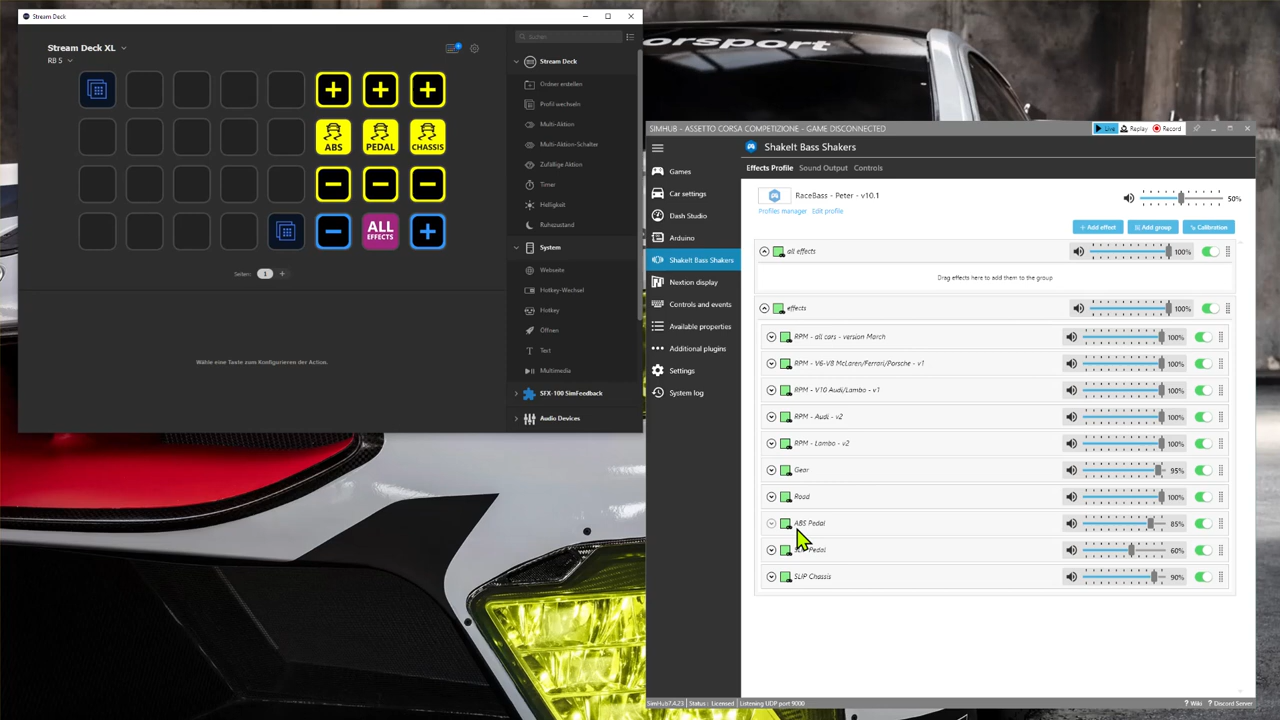 Stream Deck
Stream Deck XL
RB 5
ABS
PEDAL
CHASSIS
ALL
EFFECTS
Seiten:
1
Wähle eine Taste zum Konfigurieren der Action.
Suchen
Stream Deck
Ordner erstellen
Profil wechseln
Multi-Aktion
Multi-Aktion-Schalter
Zufällige Aktion
Timer
Helligkeit
Ruhezustand
System
Webseite
Hotkey-Wechsel
Hotkey
Öffnen
Text
Multimedia
SFX-100 SimFeedback
Audio Devices
orsport
SIMHUB - ASSETTO CORSA COMPETIZIONE - GAME DISCONNECTED
Live
Replay
Record
Games
Car settings
Dash Studio
Arduino
ShakeIt Bass Shakers
Nextion display
Controls and events
Available properties
Additional plugins
Settings
System log
ShakeIt Bass Shakers
Effects Profile
Sound Output
Controls
RaceBass - Peter - v10.1
50%
Profiles manager
Edit profile
+ Add effect
Add group
Calibration
all effects
100%
Drag effects here to add them to the group
effects
100%
RPM - all cars - version March
100%
RPM - V6-V8 McLaren/Ferrari/Porsche - v1
100%
RPM - V10 Audi/Lambo - v1
100%
RPM - Audi - v2
100%
RPM - Lambo - v2
100%
Gear
95%
Road
100%
ABS Pedal
85%
Pedal
60%
SLIP Chassis
90%
SimHub7.4.23
Status : Licensed
Listening UDP port 9000
Wiki
Discord Server